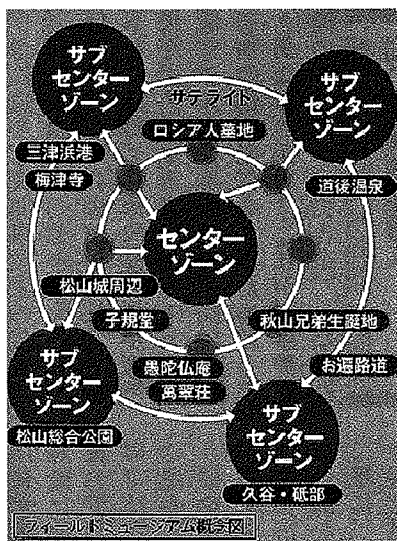 サブ
センター
ゾーン
サブ
センター
ゾーン
サテライト
ロシア人墓地
三津浜港
梅津寺
道後温泉
センター
ゾーン
松山城周辺
子規堂
秋山兄弟生誕地
愚陀仏庵
萬翠荘
お遍路道
サブ
センター
ゾーン
松山総合公園
サブ
センター
ゾーン
久谷・砥部
フィールドミュージアム概念図